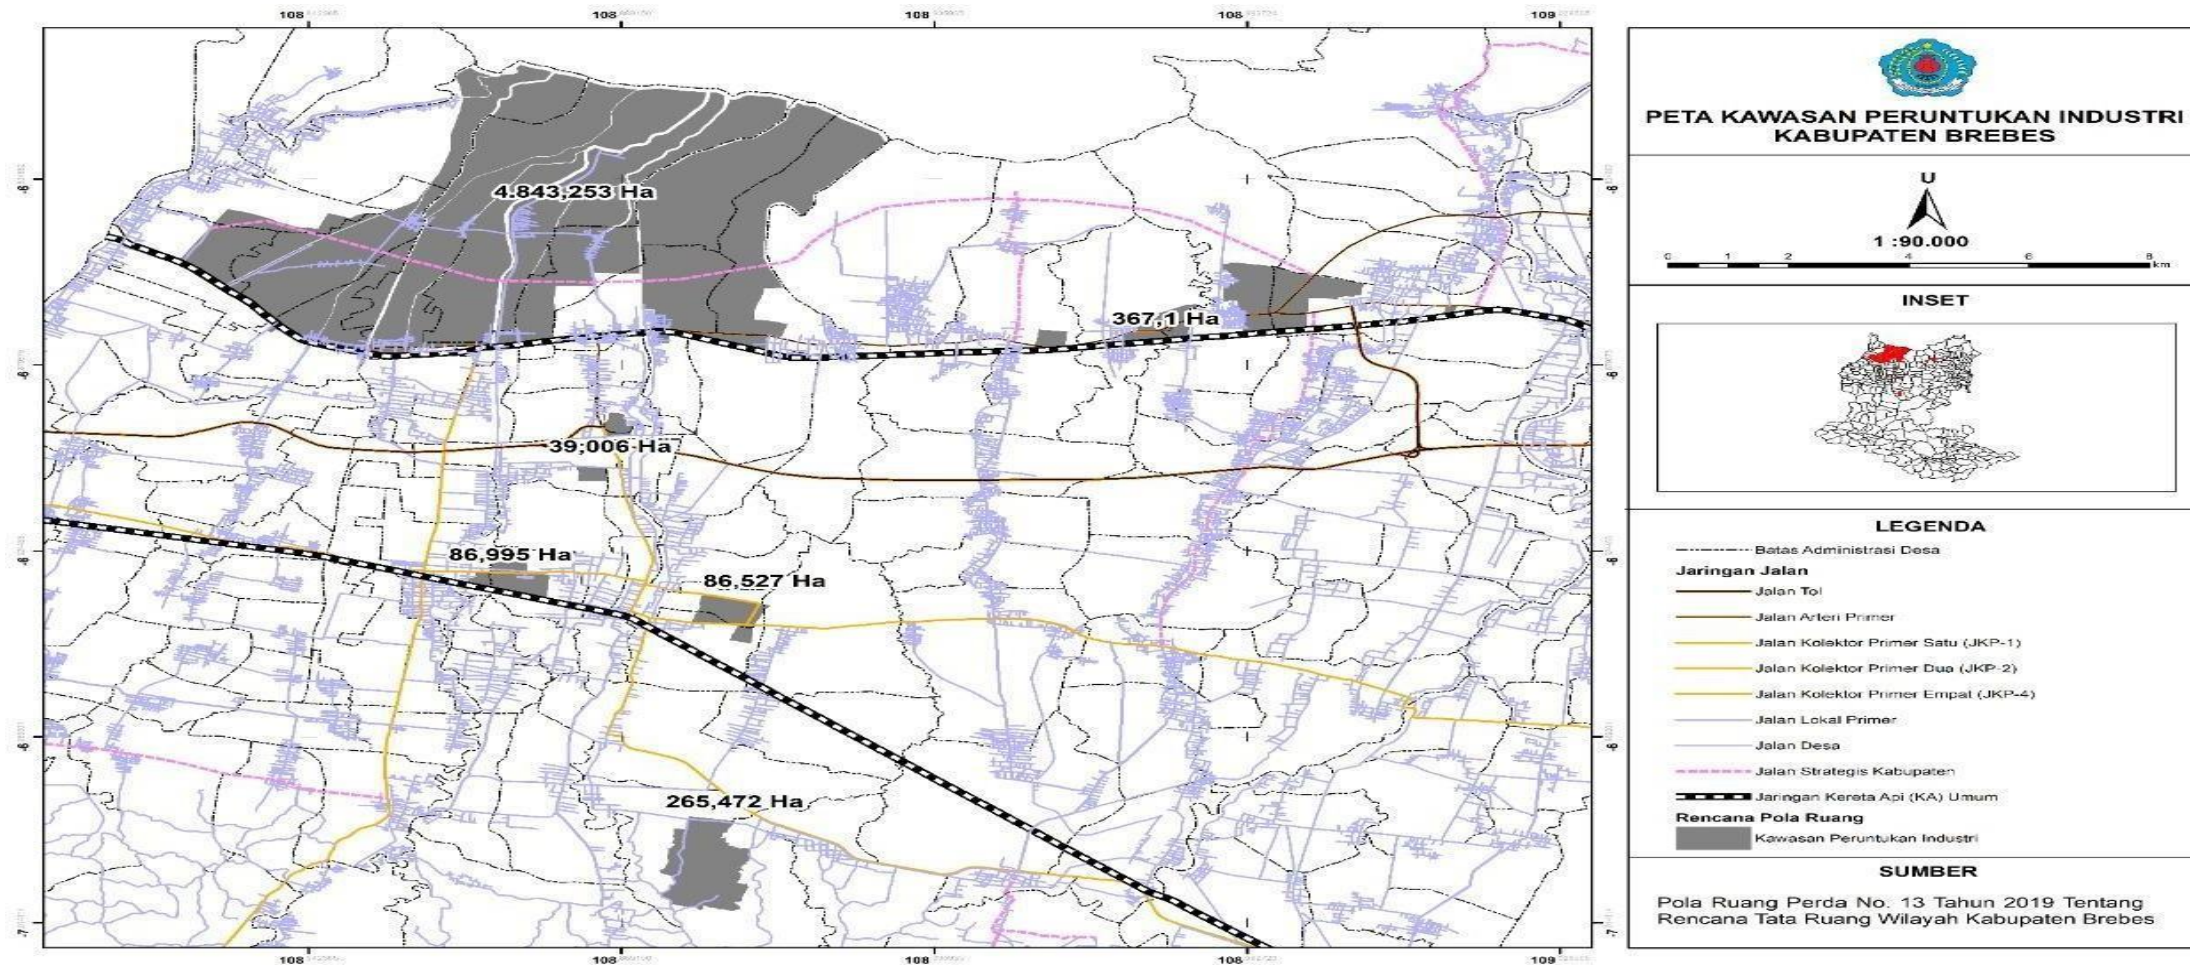 108 108 108 108 109
4.843,253 Ha
367,1 Ha
39,006 Ha
86,995 Ha
86,527 Ha
265,472 Ha
108 108 108 108 109
PETA KAWASAN PERUNTUKAN INDUSTRI
KABUPATEN BREBES
U
1 :90.000
0 1 2 4 6 8
km
INSET
LEGENDA
Batas Administrasi Desa
Jaringan Jalan
Jalan Tol
Jalan Arteri Primer
Jalan Kolektor Primer Satu (JKP-1)
Jalan Kolektor Primer Dua (JKP-2)
Jalan Kolektor Primer Empat (JKP-4)
Jalan Lokal Primer
Jalan Desa
Jalan Strategis Kabupaten
Jaringan Kereta Api (KA) Umum
Rencana Pola Ruang
Kawasan Peruntukan Industri
SUMBER
Pola Ruang Perda No. 13 Tahun 2019 Tentang
Rencana Tata Ruang Wilayah Kabupaten Brebes